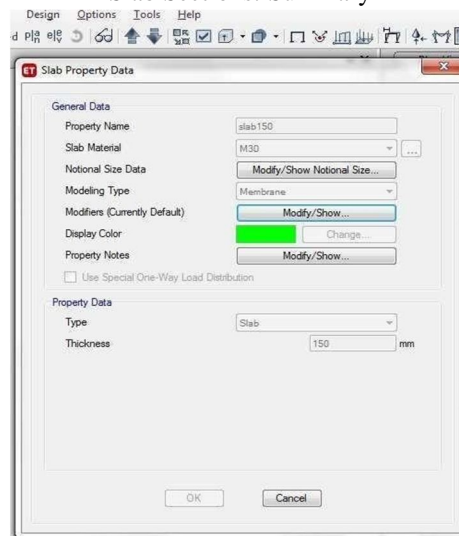 Design Options Tools Help
d
ET Slab Property Data
General Data
Property Name slab150
Slab Material M30 ...
Notional Size Data Modify/Show Notional Size...
Modeling Type Membrane
Modifiers (Currently Default) Modify/Show...
Display Color Change...
Property Notes Modify/Show...
Use Special One-Way Load Distribution
Property Data
Type Slab
Thickness 150 mm
OK Cancel